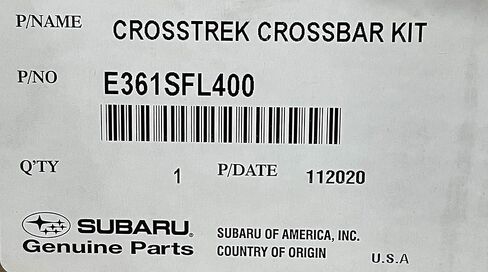 P/NAME CROSSTREK CROSSBAR KIT
P/NO E361SFL400
Q'TY 1 P/DATE 112020
SUBARU. SUBARU OF AMERICA, INC.
Genuine Parts COUNTRY OF ORIGIN U.S.A